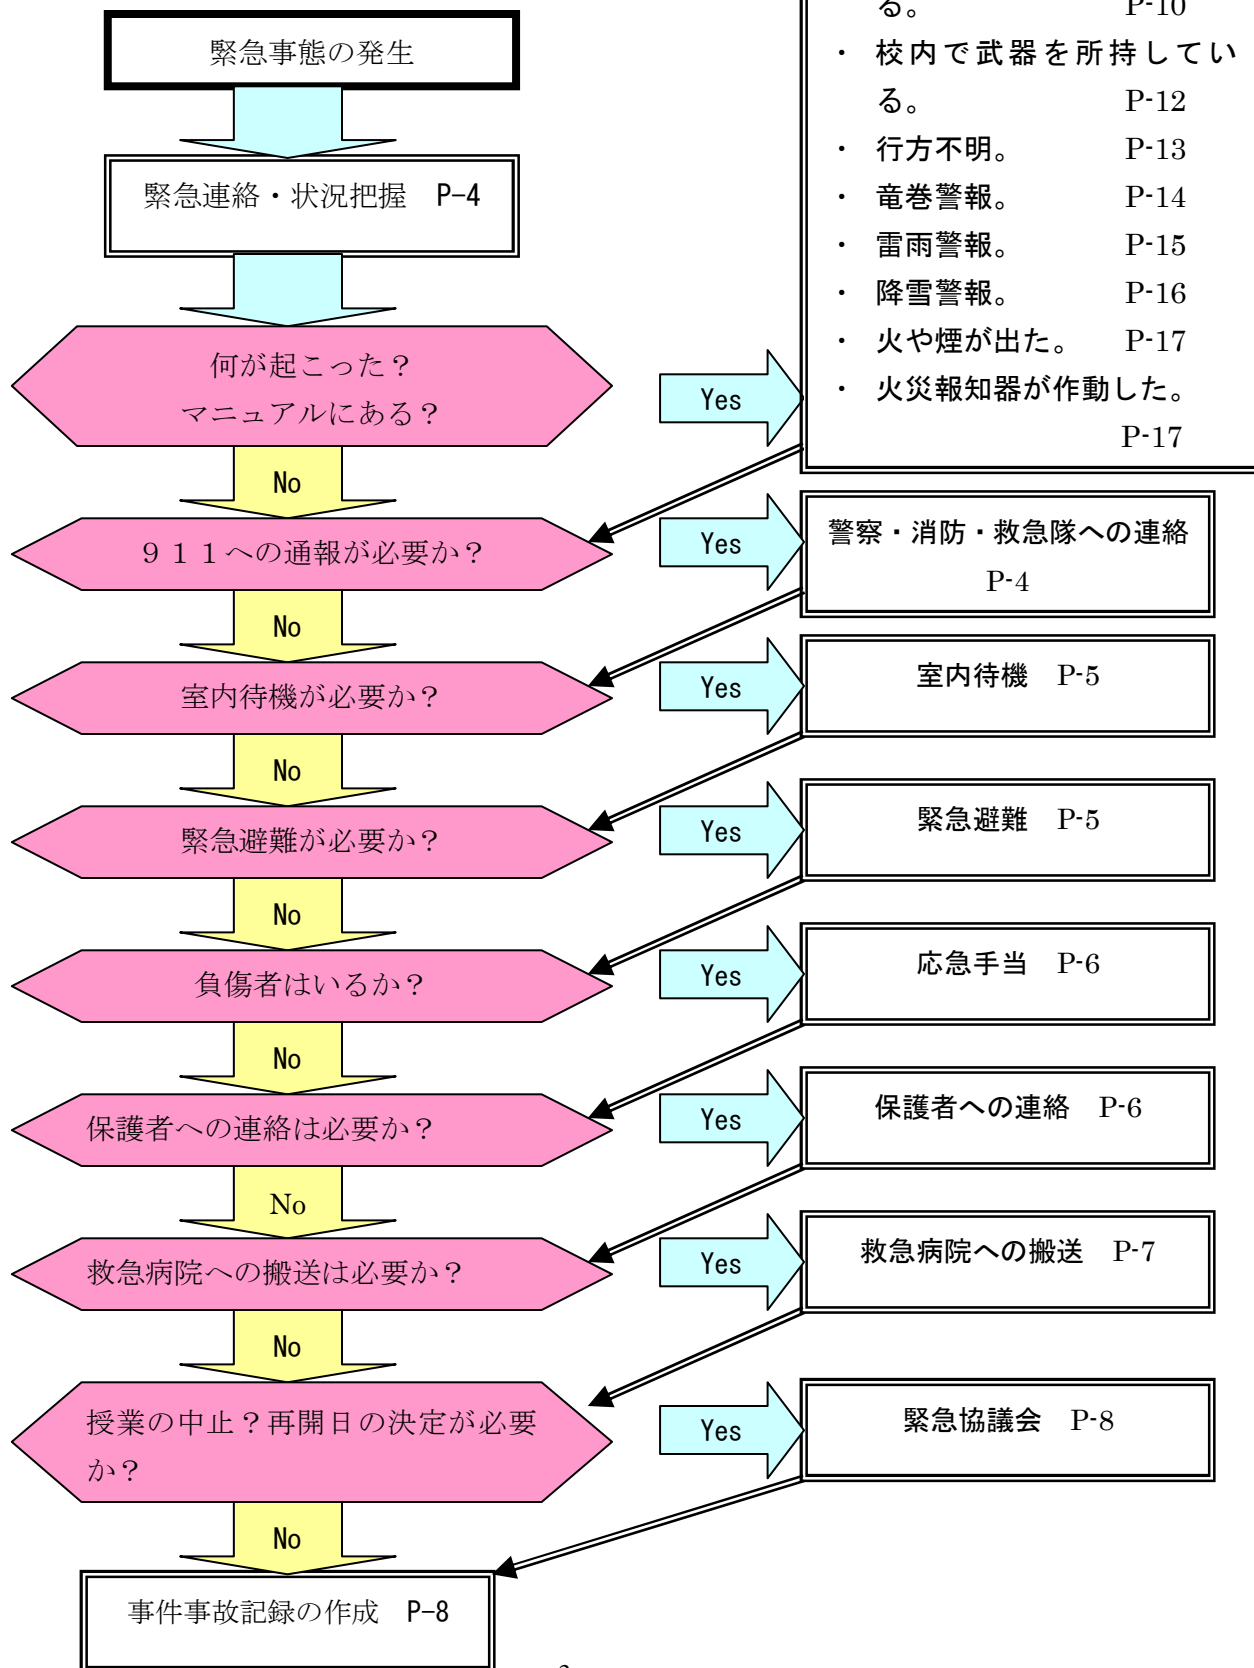 緊急事態の発生
緊急連絡・状況把握　P-4
る。　P-10
・ 校内で武器を所持してい
る。　P-12
・ 行方不明。　P-13
・ 竜巻警報。　P-14
・ 雷雨警報。　P-15
・ 降雪警報。　P-16
・ 火や煙が出た。　P-17
・ 火災報知器が作動した。
P-17
何が起こった？
マニュアルにある？
Yes
No
９１１への通報が必要か？
Yes
警察・消防・救急隊への連絡
P-4
No
室内待機が必要か？
Yes
室内待機　P-5
No
緊急避難が必要か？
Yes
緊急避難　P-5
No
負傷者はいるか？
Yes
応急手当　P-6
No
保護者への連絡は必要か？
Yes
保護者への連絡　P-6
No
救急病院への搬送は必要か？
Yes
救急病院への搬送　P-7
No
授業の中止？再開日の決定が必要
か？
Yes
緊急協議会　P-8
No
事件事故記録の作成　P-8